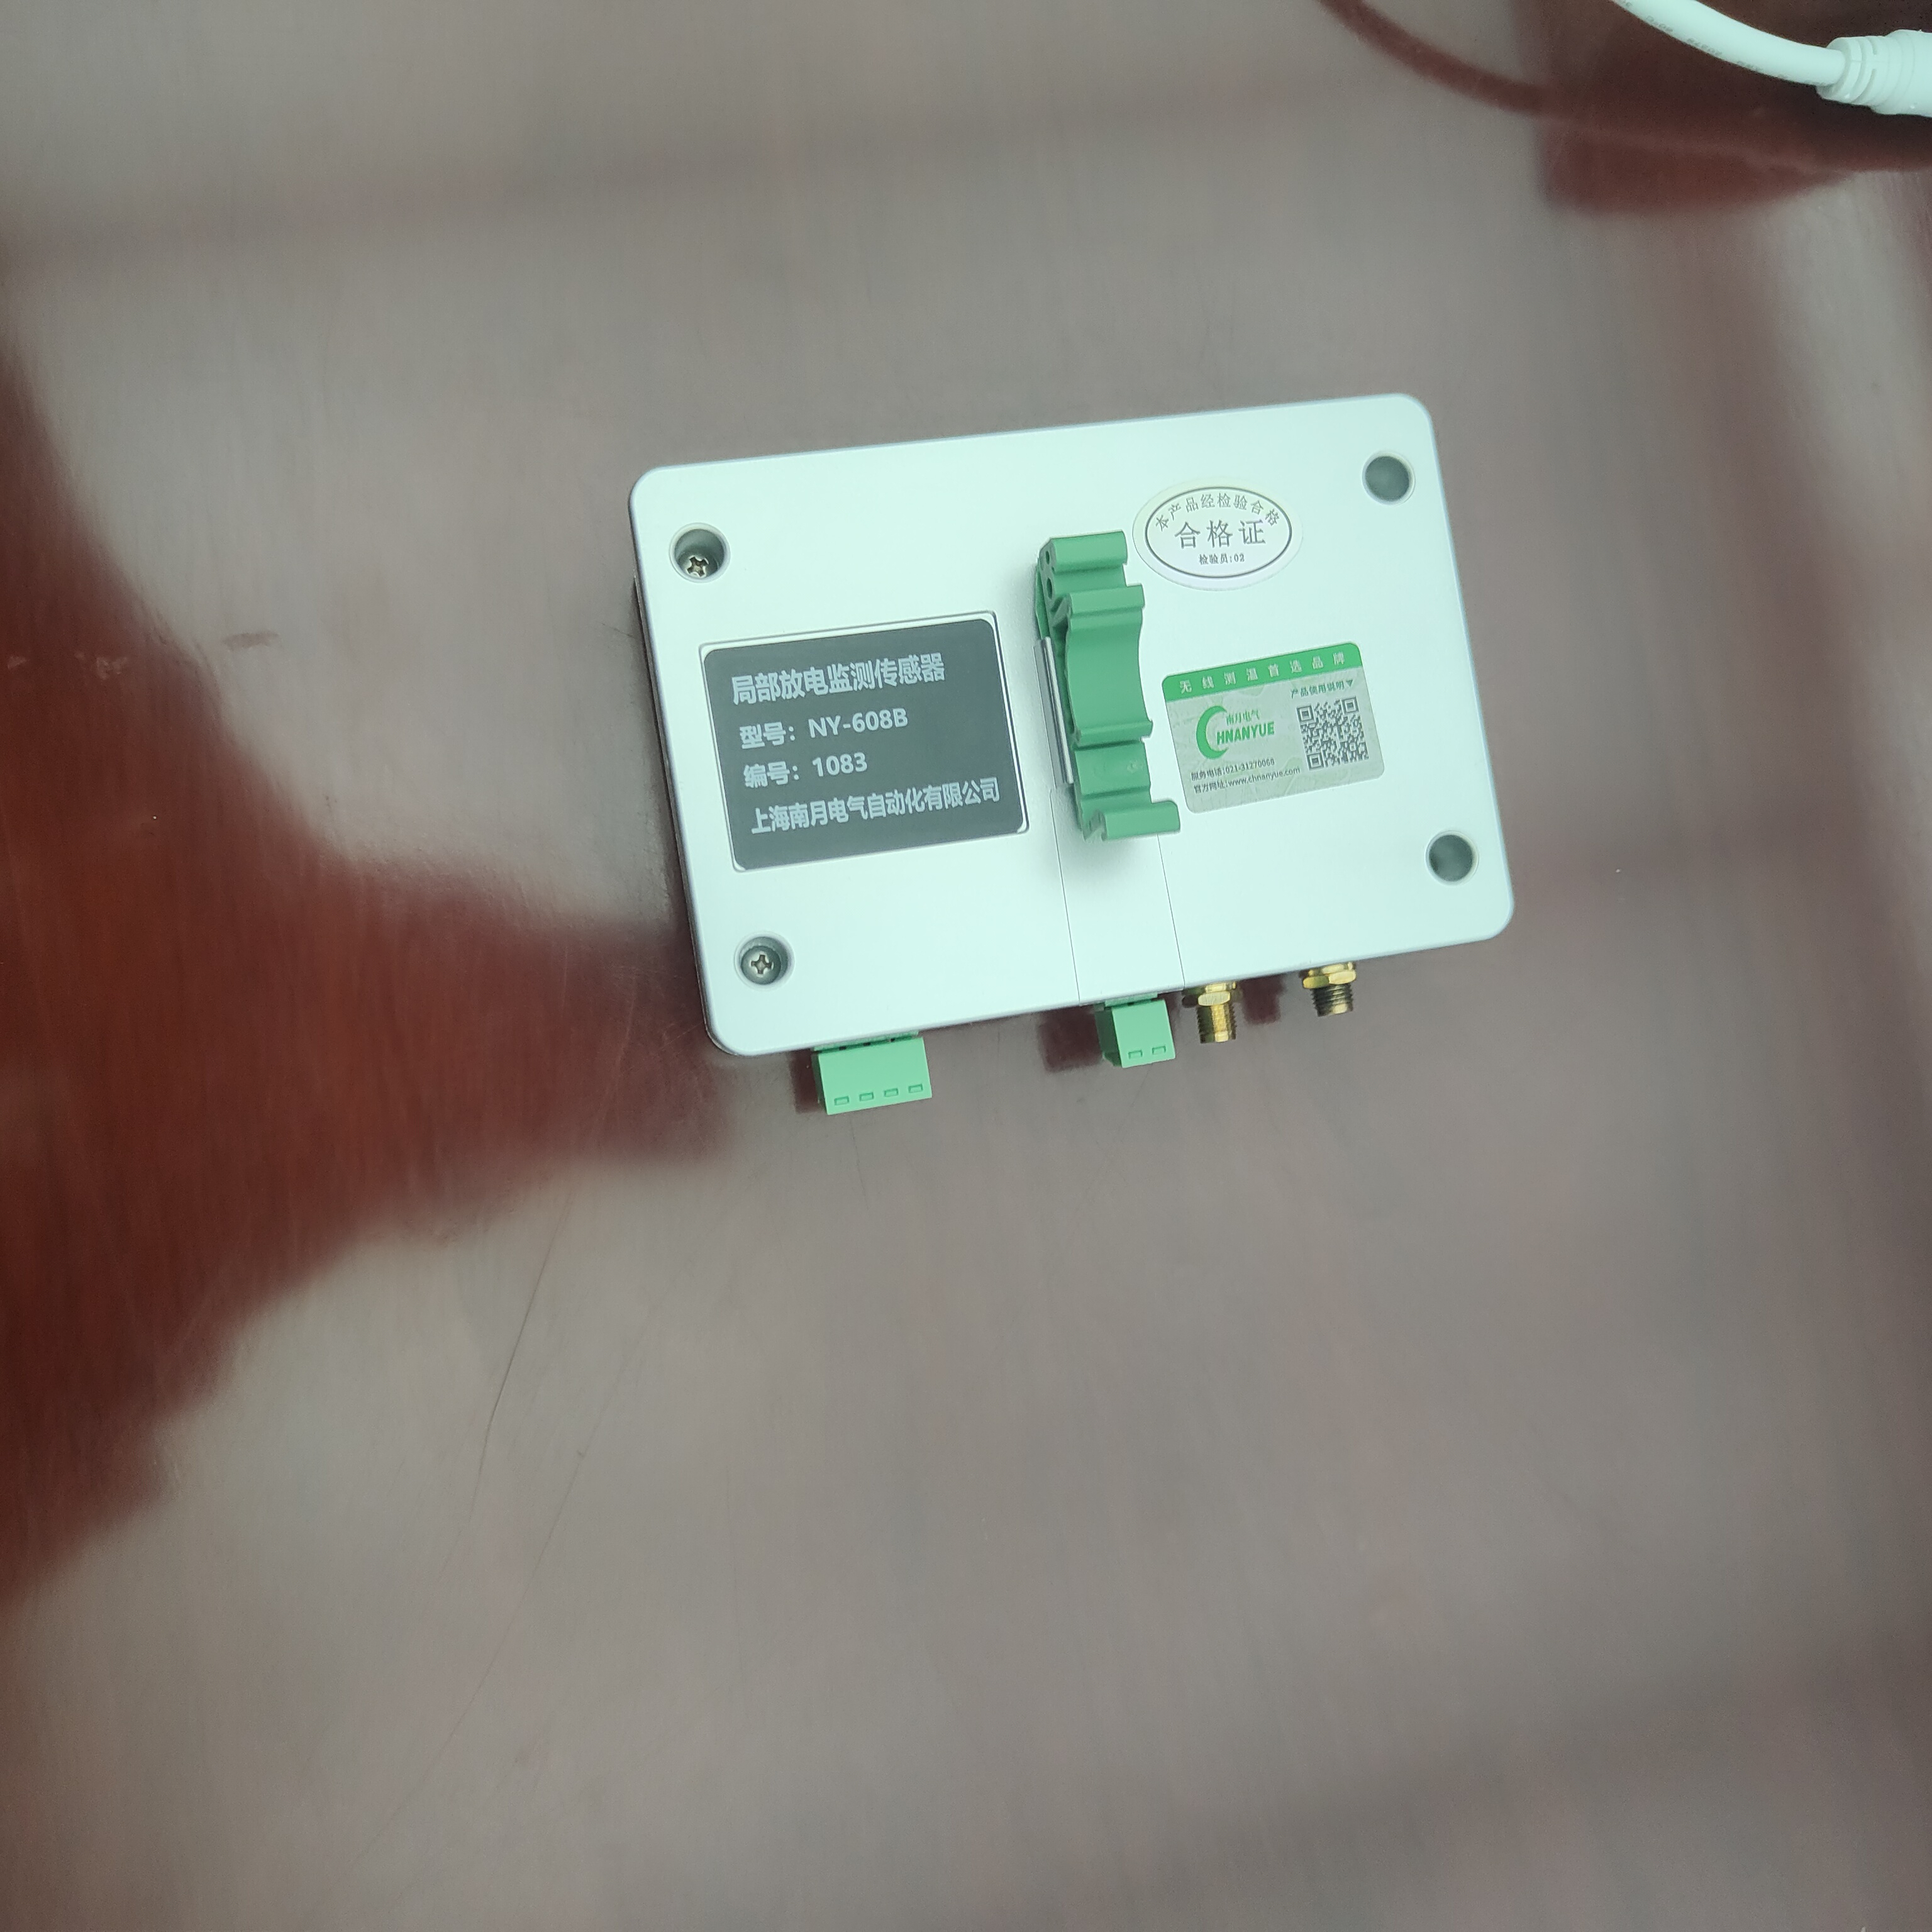 本产品经检验合格
合格证
检验员:02
局部放电监测传感器
型号：NY-608B
编号：1083
上海南月电气自动化有限公司
无线测温首选品牌
产品使用说明
南月电气
CHNANYUE
服务电话:021-31270068
官方网址:www.chnanyue.com